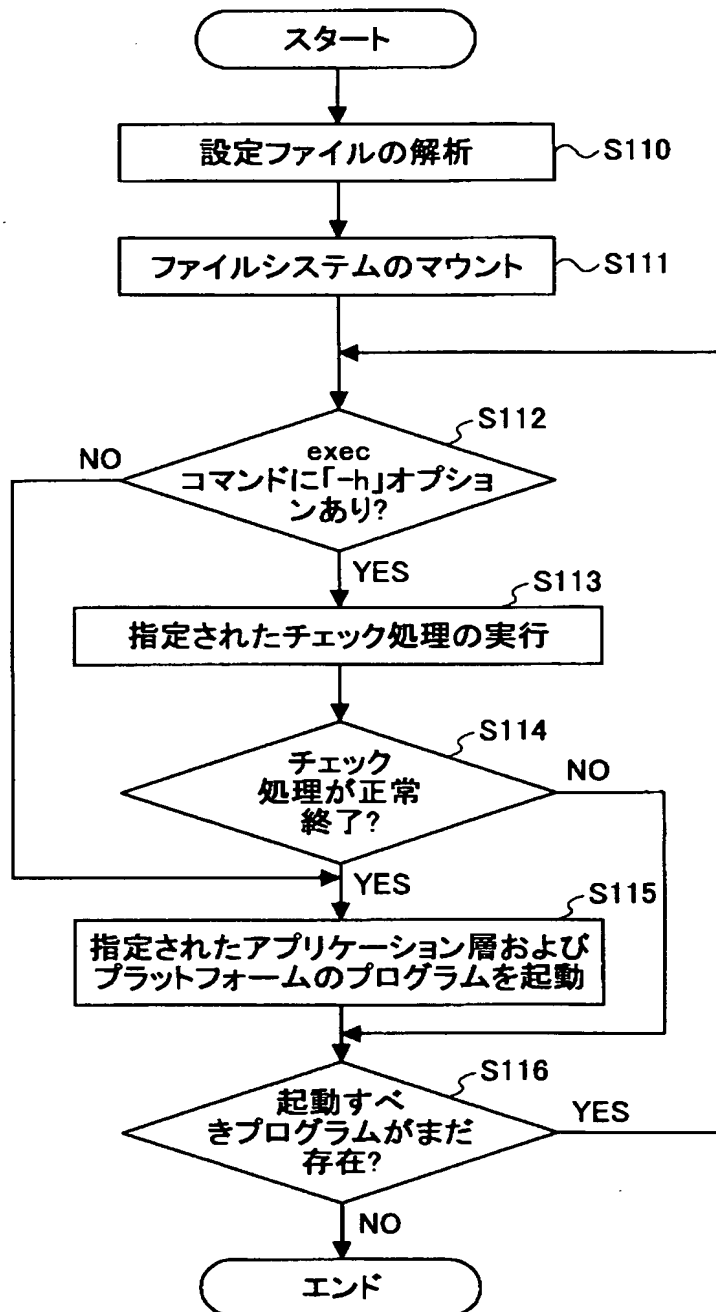 スタート
設定ファイルの解析
S110
ファイルシステムのマウント
S111
S112
NO
exec
コマンドに「-h」オプショ
ンあり?
YES
S113
指定されたチェック処理の実行
S114
チェック
処理が正常
終了?
NO
YES
S115
指定されたアプリケーション層および
プラットフォームのプログラムを起動
S116
起動すべ
きプログラムがまだ
存在?
YES
NO
エンド